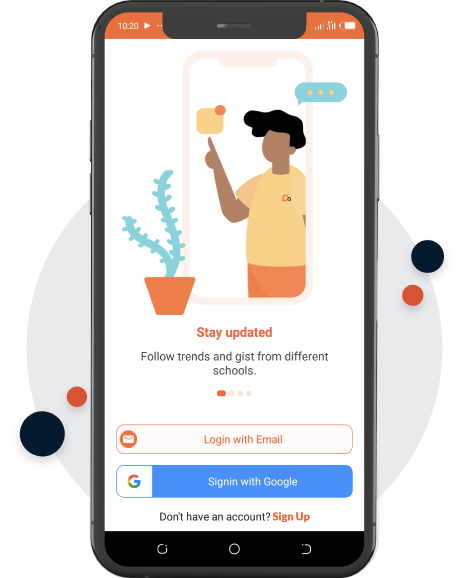 10:20
Stay updated
Follow trends and gist from different
schools.
Login with Email
Signin with Google
Don't have an account? Sign Up